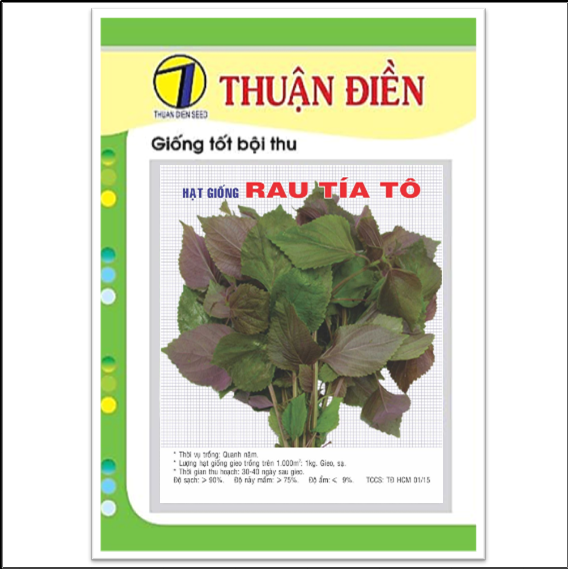 THUẬN ĐIỀN
THUAN DIEN SEED
Giống tốt bội thu
HẠT GIỐNG RAU TÍA TÔ
* Thời vụ trồng: Quanh năm.
* Lượng hạt giống gieo trồng trên 1.000m²: 1kg. Gieo, sạ.
* Thời gian thu hoạch: 30-40 ngày sau gieo.
Độ sạch: ⩾ 90%. Độ nảy mầm: ⩾ 75%. Độ ẩm: ⩽ 9%. TCCS: TĐ HCM 01/15